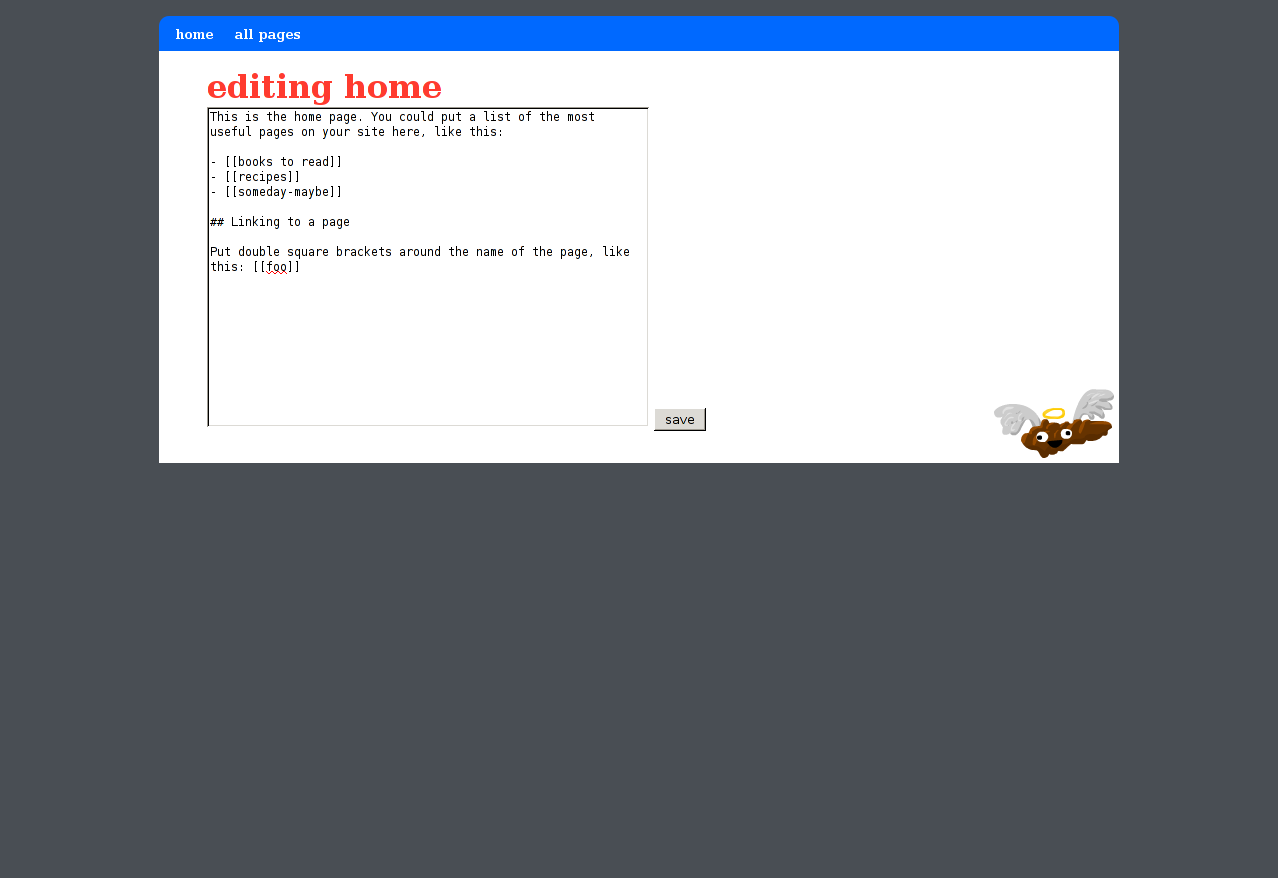 home all pages
editing home
This is the home page. You could put a list of the most
useful pages on your site here, like this:
- [[books to read]]
- [[recipes]]
- [[someday-maybe]]
## Linking to a page
Put double square brackets around the name of the page, like
this: [[foo]]
save